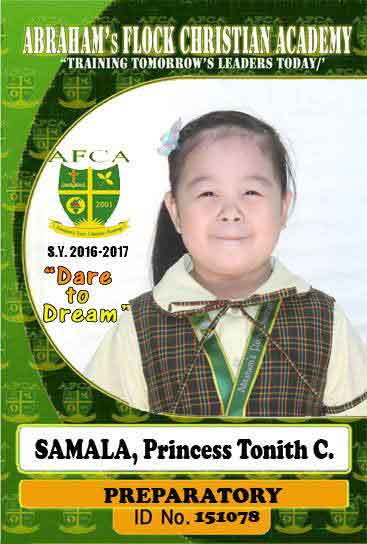 ABRAHAM's FLOCK CHRISTIAN ACADEMY
"TRAINING TOMORROW'S LEADERS TODAY!'
AFCA
2001
S.Y. 2016-2017
"Dare
to
Dream"
SAMALA, Princess Tonith C.
PREPARATORY
ID No. 151078